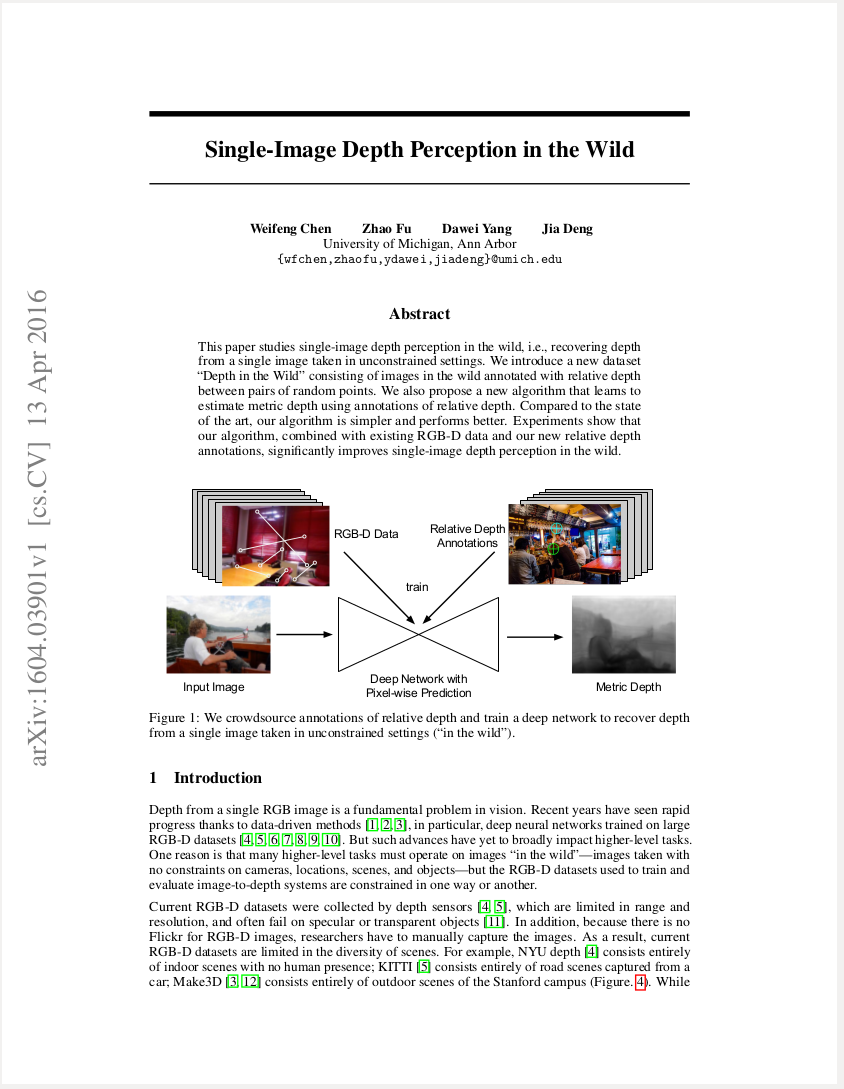 Single-Image Depth Perception in the Wild
Weifeng Chen Zhao Fu Dawei Yang Jia Deng
University of Michigan, Ann Arbor
{wfchen,zhaofu,ydawei,jiadeng}@umich.edu
arXiv:1604.03901v1 [cs.CV] 13 Apr 2016
Abstract
This paper studies single-image depth perception in the wild, i.e., recovering depth
from a single image taken in unconstrained settings. We introduce a new dataset
“Depth in the Wild” consisting of images in the wild annotated with relative depth
between pairs of random points. We also propose a new algorithm that learns to
estimate metric depth using annotations of relative depth. Compared to the state
of the art, our algorithm is simpler and performs better. Experiments show that
our algorithm, combined with existing RGB-D data and our new relative depth
annotations, significantly improves single-image depth perception in the wild.
RGB-D Data
Relative Depth
Annotations
train
Input Image
Deep Network with
Pixel-wise Prediction
Metric Depth
Figure 1: We crowdsource annotations of relative depth and train a deep network to recover depth
from a single image taken in unconstrained settings (“in the wild”).
1 Introduction
Depth from a single RGB image is a fundamental problem in vision. Recent years have seen rapid
progress thanks to data-driven methods [1, 2, 3], in particular, deep neural networks trained on large
RGB-D datasets [4, 5, 6, 7, 8, 9, 10]. But such advances have yet to broadly impact higher-level tasks.
One reason is that many higher-level tasks must operate on images “in the wild”—images taken with
no constraints on cameras, locations, scenes, and objects—but the RGB-D datasets used to train and
evaluate image-to-depth systems are constrained in one way or another.
Current RGB-D datasets were collected by depth sensors [4, 5], which are limited in range and
resolution, and often fail on specular or transparent objects [11]. In addition, because there is no
Flickr for RGB-D images, researchers have to manually capture the images. As a result, current
RGB-D datasets are limited in the diversity of scenes. For example, NYU depth [4] consists entirely
of indoor scenes with no human presence; KITTI [5] consists entirely of road scenes captured from a
car; Make3D [3, 12] consists entirely of outdoor scenes of the Stanford campus (Figure. 4). While